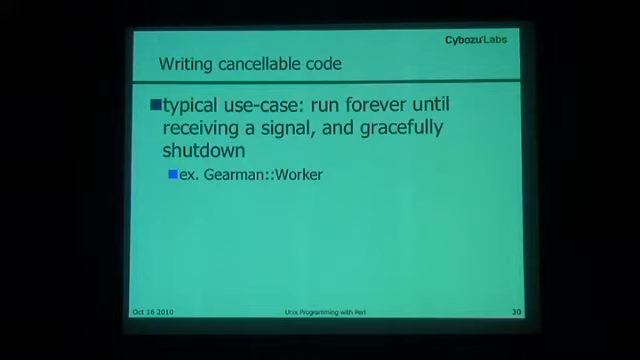 Cybozu Labs
Writing cancellable code
typical use-case: run forever until
receiving a signal, and gracefully
shutdown
ex. Gearman::Worker
Oct 16 2010
Unix Programming with Perl
30